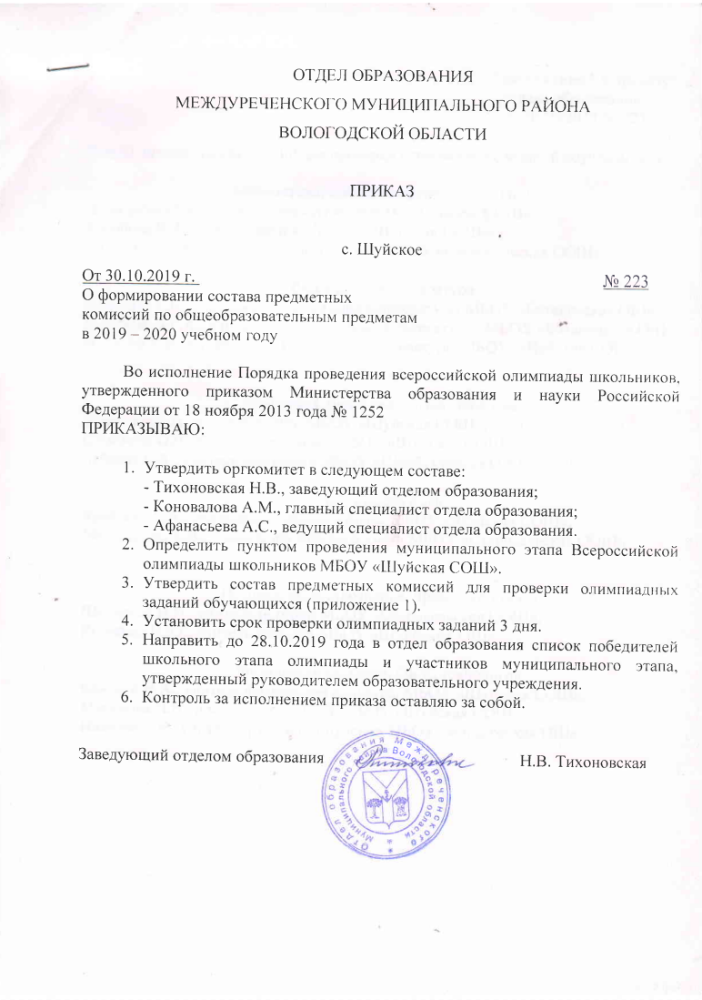 ОТДЕЛ ОБРАЗОВАНИЯ
МЕЖДУРЕЧЕНСКОГО МУНИЦИПАЛЬНОГО РАЙОНА
ВОЛОГОДСКОЙ ОБЛАСТИ
ПРИКАЗ
с. Шуйское
От 30.10.2019 г. № 223
О формировании состава предметных
комиссий по общеобразовательным предметам
в 2019 – 2020 учебном году
Во исполнение Порядка проведения всероссийской олимпиады школьников,
утвержденного приказом Министерства образования и науки Российской
Федерации от 18 ноября 2013 года № 1252
ПРИКАЗЫВАЮ:
1. Утвердить оргкомитет в следующем составе:
- Тихоновская Н.В., заведующий отделом образования;
- Коновалова А.М., главный специалист отдела образования;
- Афанасьева А.С., ведущий специалист отдела образования.
2. Определить пунктом проведения муниципального этапа Всероссийской
олимпиады школьников МБОУ «Шуйская СОШ».
3. Утвердить состав предметных комиссий для проверки олимпиадных
заданий обучающихся (приложение 1).
4. Установить срок проверки олимпиадных заданий 3 дня.
5. Направить до 28.10.2019 года в отдел образования список победителей
школьного этапа олимпиады и участников муниципального этапа,
утвержденный руководителем образовательного учреждения.
6. Контроль за исполнением приказа оставляю за собой.
Заведующий отделом образования Н.В. Тихоновская
Отдел образования Междуреченского
муниципального района Вологодской области